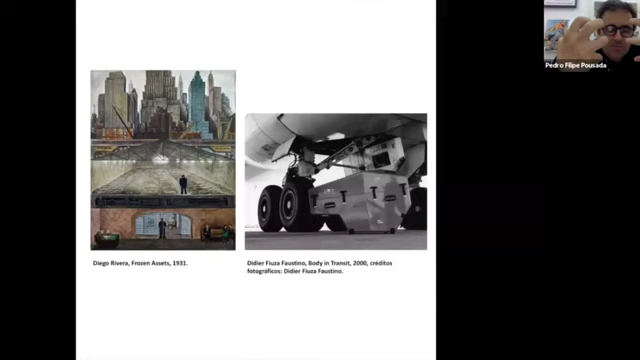 Pedro Filipe Pousada
Diego Rivera, Frozen Assets, 1931.
Didier Fiuza Faustino, Body in Transit, 2000, créditos
fotográficos: Didier Fiuza Faustino.